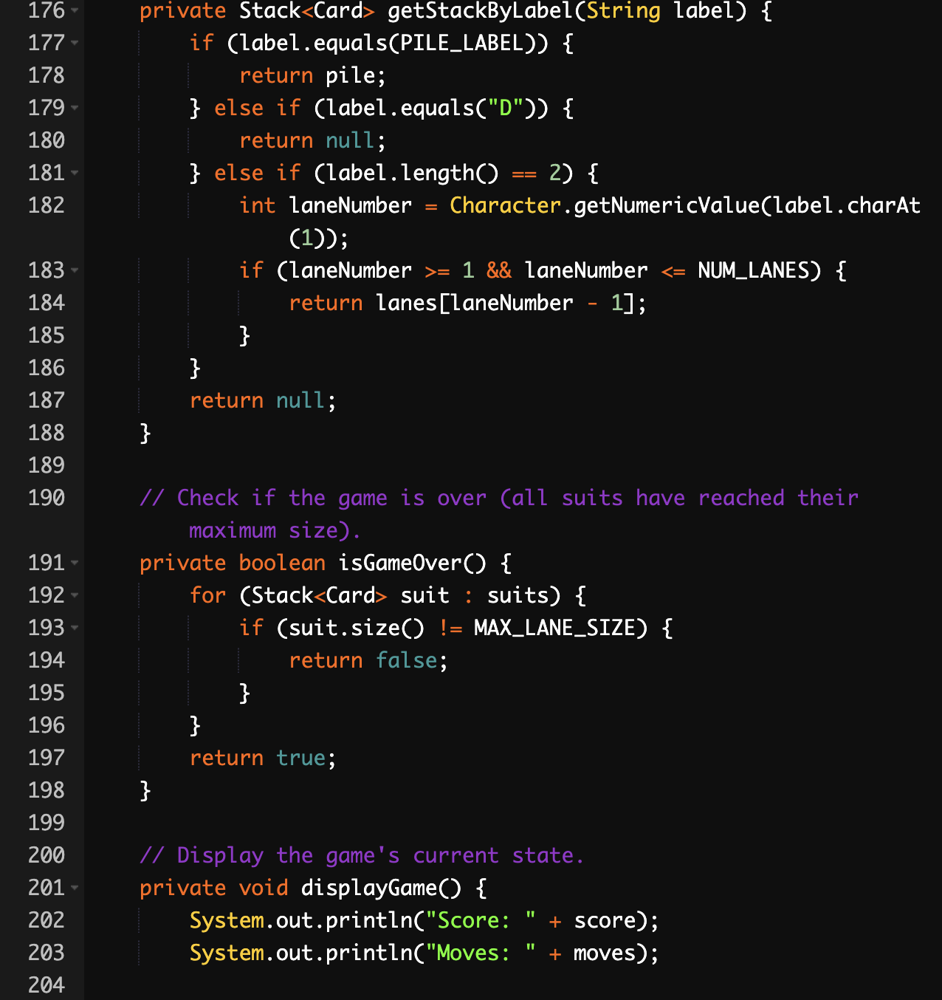 176 private Stack<Card> getStackByLabel(String label) {
177 if (label.equals(PILE_LABEL)) {
178 return pile;
179 } else if (label.equals("D")) {
180 return null;
181 } else if (label.length() == 2) {
182 int laneNumber = Character.getNumericValue(label.charAt
(1));
183 if (laneNumber >= 1 && laneNumber <= NUM_LANES) {
184 return lanes[laneNumber - 1];
185 }
186 }
187 return null;
188 }
189
190 // Check if the game is over (all suits have reached their
maximum size).
191 private boolean isGameOver() {
192 for (Stack<Card> suit : suits) {
193 if (suit.size() != MAX_LANE_SIZE) {
194 return false;
195 }
196 }
197 return true;
198 }
199
200 // Display the game's current state.
201 private void displayGame() {
202 System.out.println("Score: " + score);
203 System.out.println("Moves: " + moves);
204